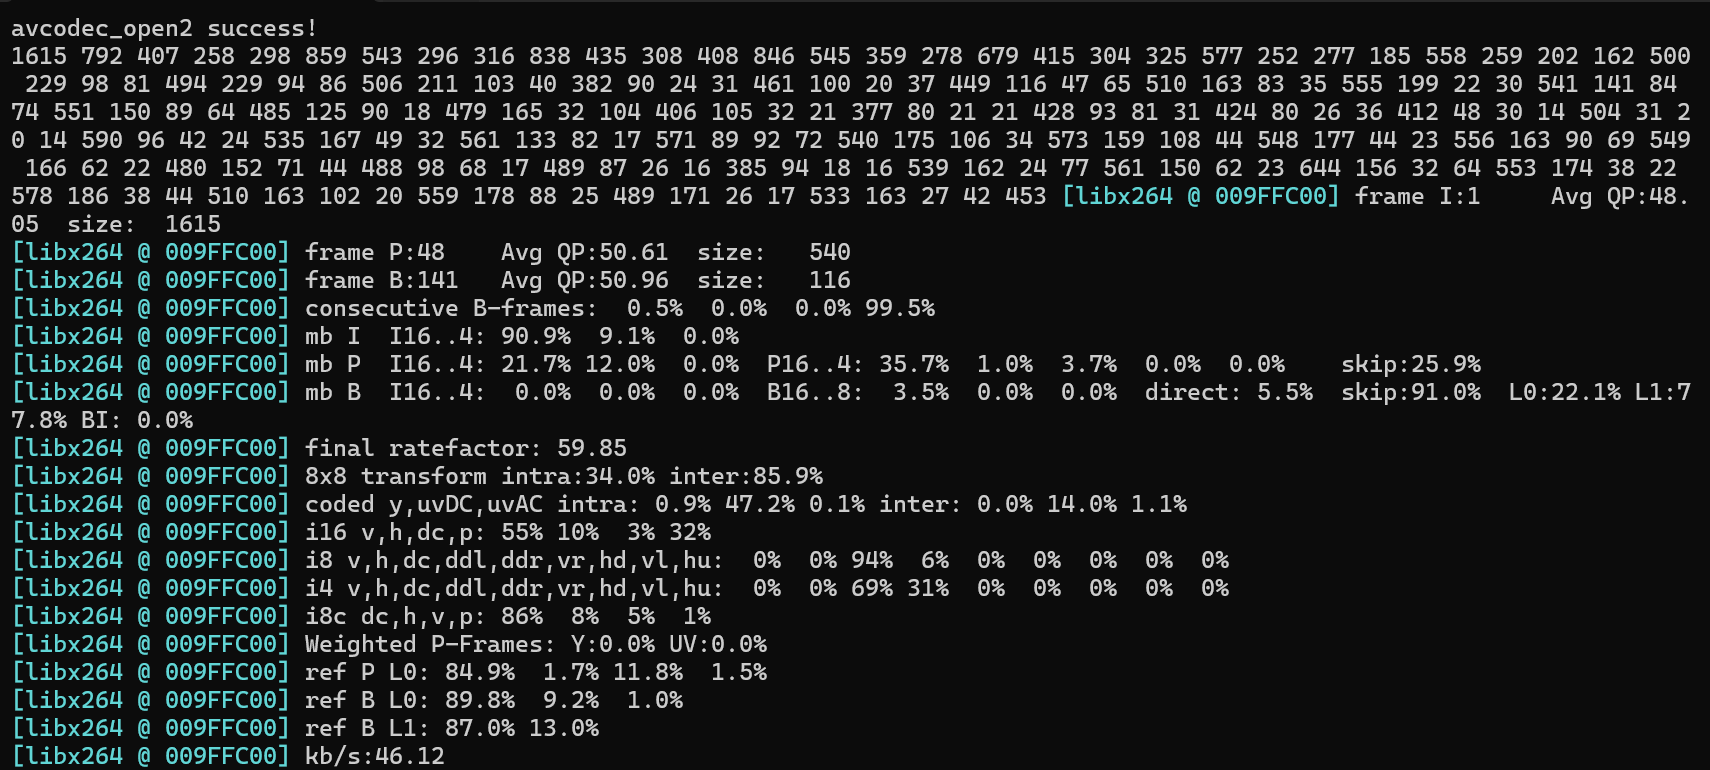 avcodec_open2 success!
1615 792 407 258 298 859 543 296 316 838 435 308 408 846 545 359 278 679 415 304 325 577 252 277 185 558 259 202 162 500
 229 98 81 494 229 94 86 506 211 103 40 382 90 24 31 461 100 20 37 449 116 47 65 510 163 83 35 555 199 22 30 541 141 84
74 551 150 89 64 485 125 90 18 479 165 32 104 406 105 32 21 377 80 21 21 428 93 81 31 424 80 26 36 412 48 30 14 504 31 2
0 14 590 96 42 24 535 167 49 32 561 133 82 17 571 89 92 72 540 175 106 34 573 159 108 44 548 177 44 23 556 163 90 69 549
 166 62 22 480 152 71 44 488 98 68 17 489 87 26 16 385 94 18 16 539 162 24 77 561 150 62 23 644 156 32 64 553 174 38 22
578 186 38 44 510 163 102 20 559 178 88 25 489 171 26 17 533 163 27 42 453 [libx264 @ 009FFC00] frame I:1     Avg QP:48.
05  size:  1615
[libx264 @ 009FFC00] frame P:48    Avg QP:50.61  size:   540
[libx264 @ 009FFC00] frame B:141   Avg QP:50.96  size:   116
[libx264 @ 009FFC00] consecutive B-frames:  0.5%  0.0%  0.0% 99.5%
[libx264 @ 009FFC00] mb I  I16..4: 90.9%  9.1%  0.0%
[libx264 @ 009FFC00] mb P  I16..4: 21.7% 12.0%  0.0%  P16..4: 35.7%  1.0%  3.7%  0.0%  0.0%    skip:25.9%
[libx264 @ 009FFC00] mb B  I16..4:  0.0%  0.0%  0.0%  B16..8:  3.5%  0.0%  0.0%  direct: 5.5%  skip:91.0%  L0:22.1% L1:7
7.8% BI: 0.0%
[libx264 @ 009FFC00] final ratefactor: 59.85
[libx264 @ 009FFC00] 8x8 transform intra:34.0% inter:85.9%
[libx264 @ 009FFC00] coded y,uvDC,uvAC intra: 0.9% 47.2% 0.1% inter: 0.0% 14.0% 1.1%
[libx264 @ 009FFC00] i16 v,h,dc,p: 55% 10%  3% 32%
[libx264 @ 009FFC00] i8 v,h,dc,ddl,ddr,vr,hd,vl,hu:  0%  0% 94%  6%  0%  0%  0%  0%  0%
[libx264 @ 009FFC00] i4 v,h,dc,ddl,ddr,vr,hd,vl,hu:  0%  0% 69% 31%  0%  0%  0%  0%  0%
[libx264 @ 009FFC00] i8c dc,h,v,p: 86%  8%  5%  1%
[libx264 @ 009FFC00] Weighted P-Frames: Y:0.0% UV:0.0%
[libx264 @ 009FFC00] ref P L0: 84.9%  1.7% 11.8%  1.5%
[libx264 @ 009FFC00] ref B L0: 89.8%  9.2%  1.0%
[libx264 @ 009FFC00] ref B L1: 87.0% 13.0%
[libx264 @ 009FFC00] kb/s:46.12